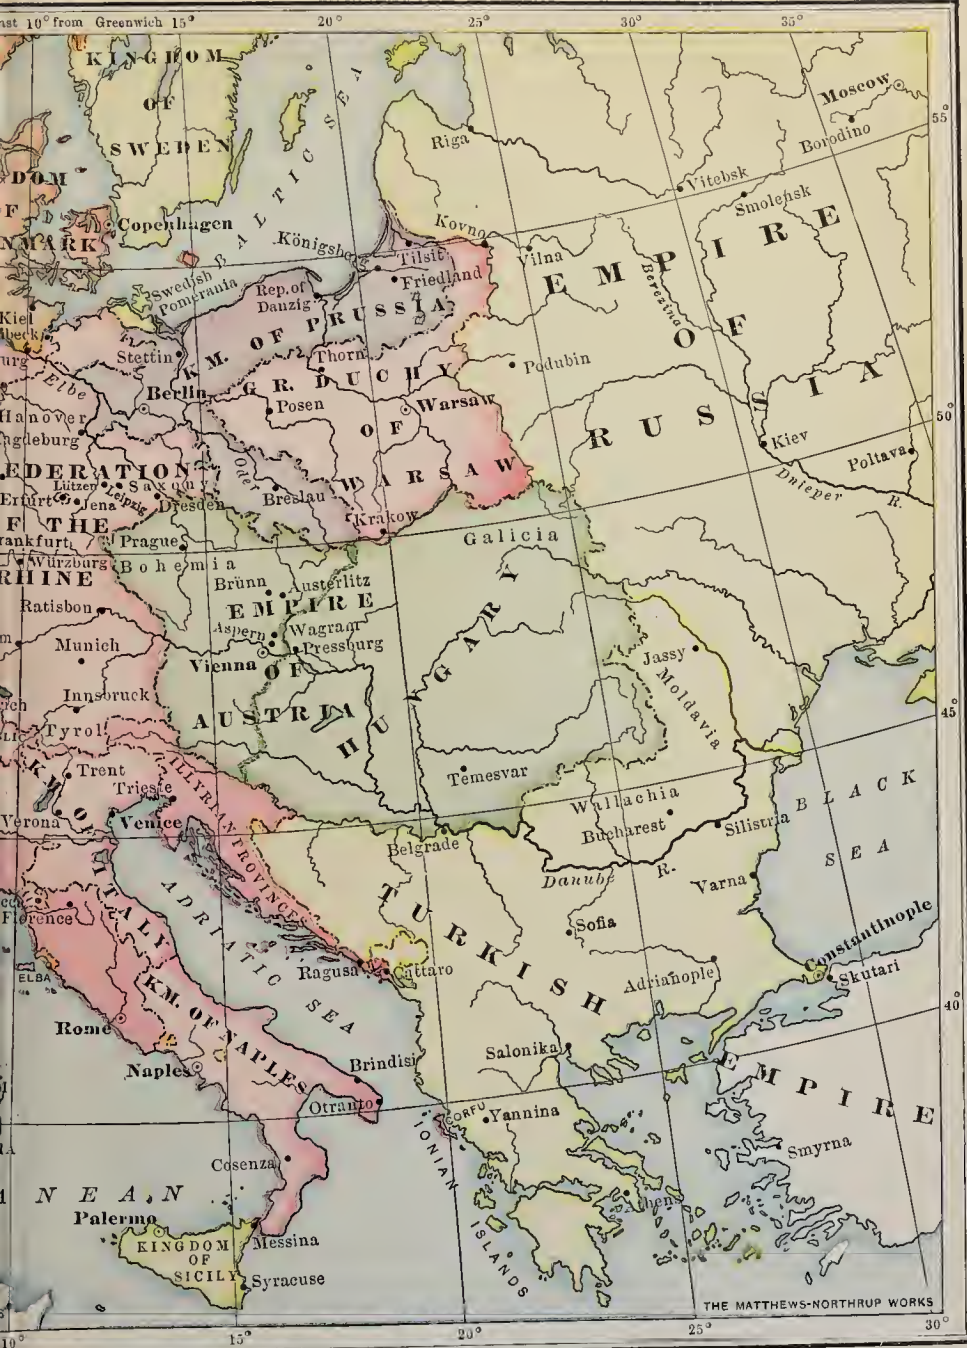 10° from Greenwich 15°
20°
25°
30°
35°
KINGDOM
OF
SWEDEN
BALTIC SEA
Moscow
Borodino
55°
Riga
Vitebsk
Smolensk
DOM
F
NMARK
Copenhagen
Kovno
Vilna
Königsbe
Tilsit
Friedland
Swedish
Pomerania
Rep. of
Danzig
Berezina
EMPIRE
OF
RUSSIA
Kiel
beck
urg
KM. OF PRUSSIA
Stettin
Thorn
Podubin
Elbe
Berlin
GR. DUCHY
OF
WARSAW
Posen
Warsaw
50°
Hanover
agdeburg
Kiev
Poltava
Dnieper R.
EDERATION
Oder
Lützen
Leipzig
Saxony
Erfurt
Jena
Dresden
Breslau
F THE
Krakow
rankfurt
Prague
Galicia
Würzburg
RHINE
Bohemia
Brünn
Austerlitz
Ratisbon
EMPIRE
OF
AUSTRIA
Aspern
Wagram
Pressburg
Vienna
HUNGARY
Munich
Jassy
Moldavia
Innsbruck
Tyrol
45°
KM. OF ITALY
Trent
Trieste
ILLYRIAN PROVINCES
Temesvar
BLACK
SEA
Verona
Venice
Wallachia
Bucharest
Silistria
Belgrade
Danube R.
Varna
Florence
ADRIATIC SEA
TURKISH
EMPIRE
Sofia
Constantinople
Skutari
ELBA
Ragusa
Cattaro
Adrianople
40°
Rome
KM. OF NAPLES
Naples
Brindisi
Salonika
Otranto
CORFU
Yannina
IONIAN
ISLANDS
Smyrna
Cosenza
NEAN
Athens
Palermo
KINGDOM
OF
SICILY
Messina
Syracuse
THE MATTHEWS-NORTHRUP WORKS
10°
15°
20°
25°
30°